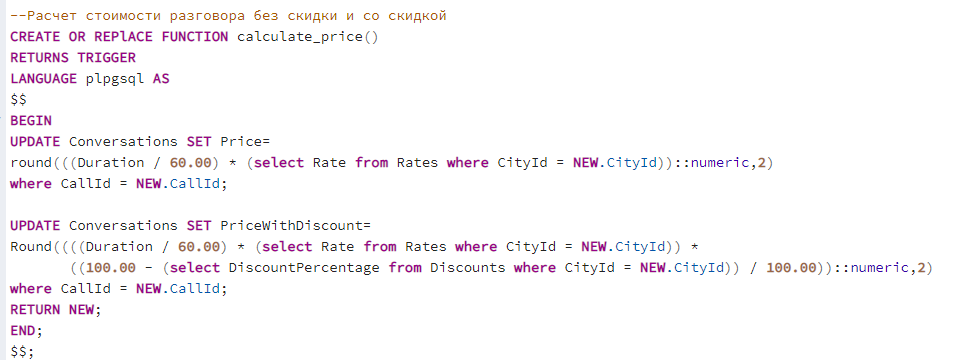 --Расчет стоимости разговора без скидки и со скидкой
CREATE OR REPlACE FUNCTION calculate_price()
RETURNS TRIGGER
LANGUAGE plpgsql AS
$$
BEGIN
UPDATE Conversations SET Price=
round(((Duration / 60.00) * (select Rate from Rates where CityId = NEW.CityId))::numeric,2)
where CallId = NEW.CallId;

UPDATE Conversations SET PriceWithDiscount=
Round((((Duration / 60.00) * (select Rate from Rates where CityId = NEW.CityId)) *
((100.00 - (select DiscountPercentage from Discounts where CityId = NEW.CityId)) / 100.00))::numeric,2)
where CallId = NEW.CallId;
RETURN NEW;
END;
$$;